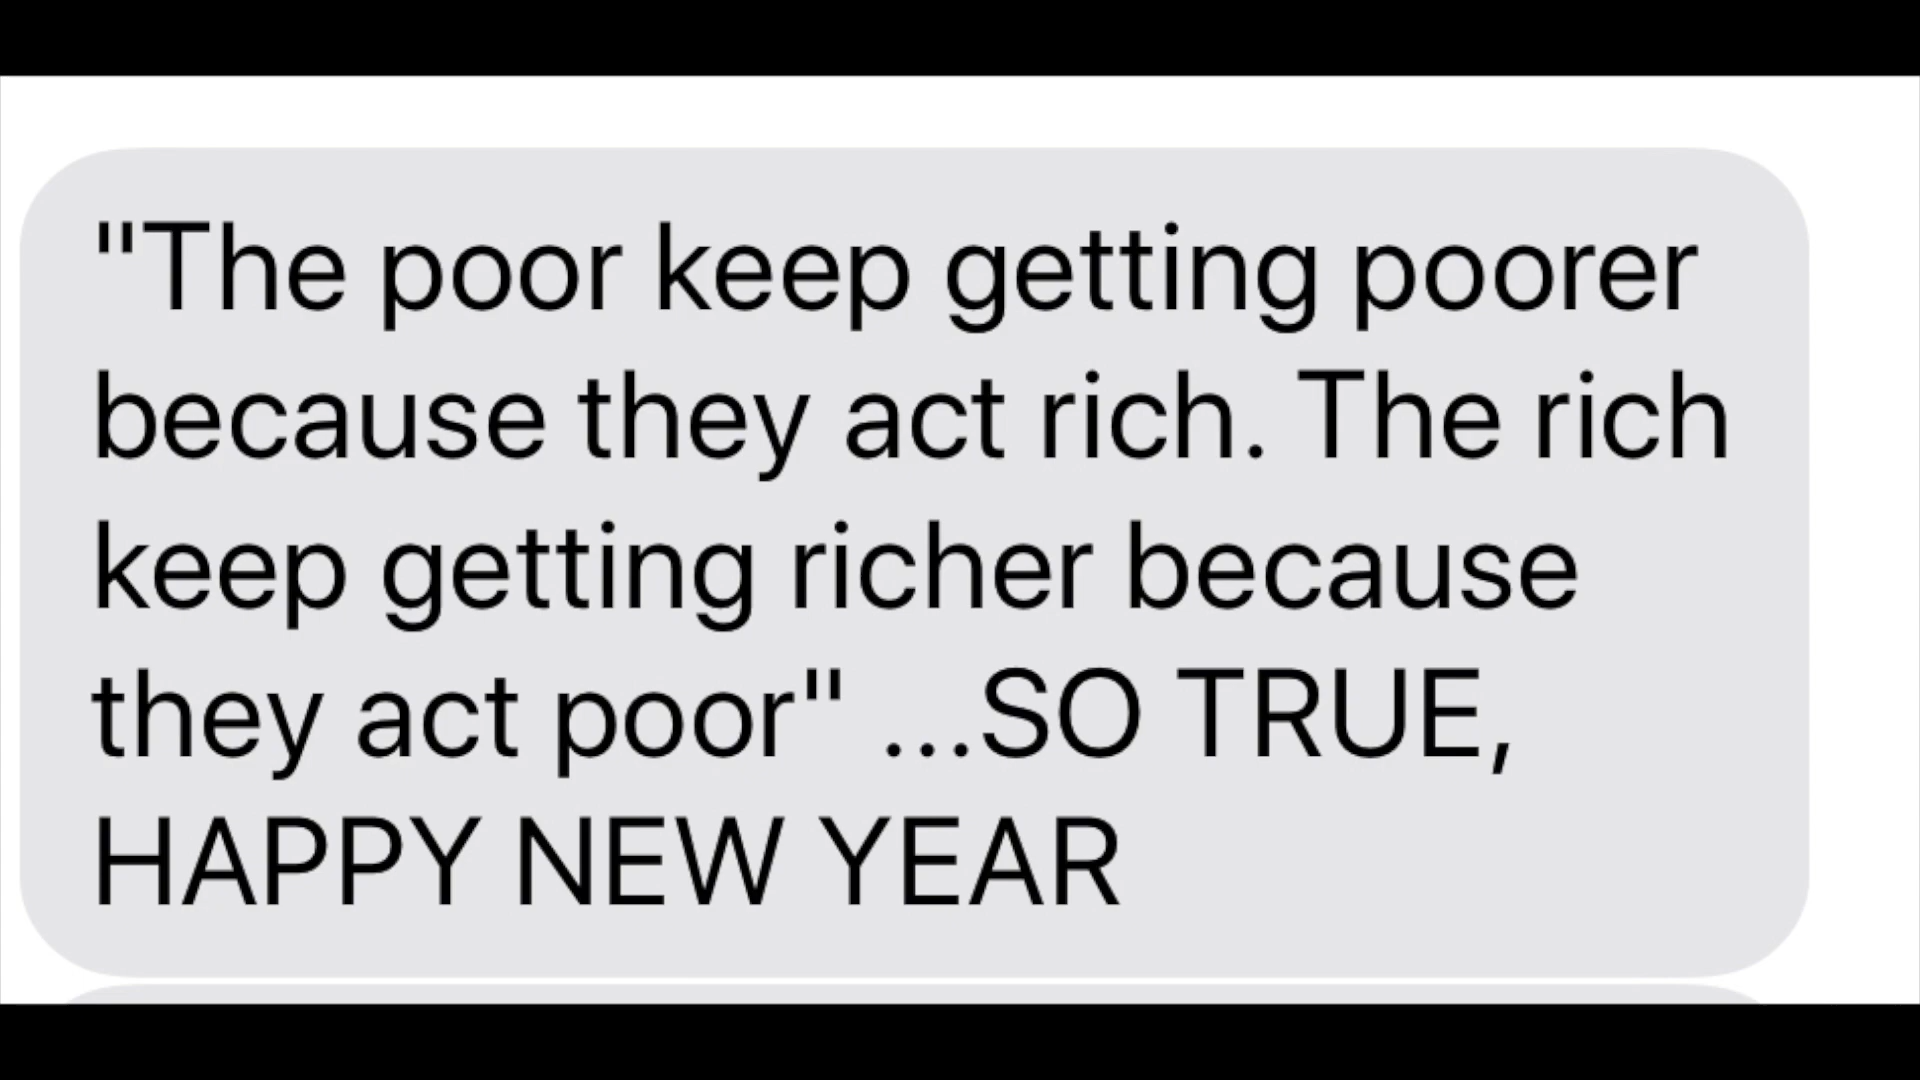 "The poor keep getting poorer
because they act rich. The rich
keep getting richer because
they act poor" ...SO TRUE,
HAPPY NEW YEAR